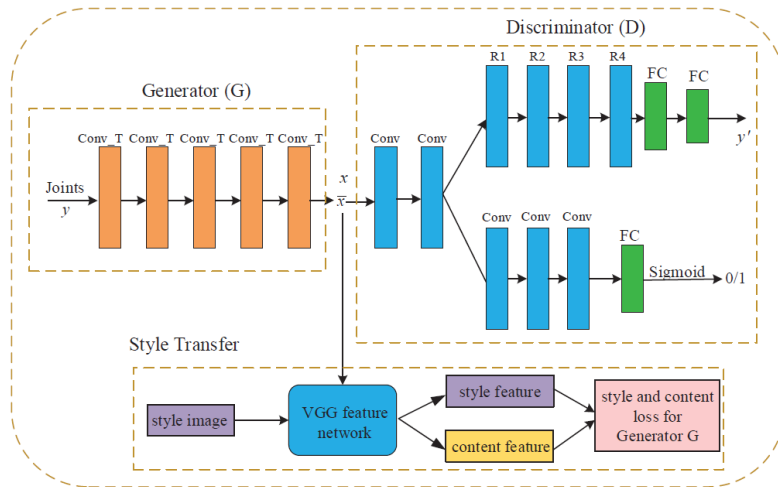 Discriminator (D)
Generator (G)
R1 R2 R3 R4 FC FC
Conv_T Conv_T Conv_T Conv_T Conv_T
Conv Conv
Joints
y
x
x̅
y'
Conv Conv Conv FC
Sigmoid 0/1
Style Transfer
style image
VGG feature
network
style feature
content feature
style and content
loss for
Generator G